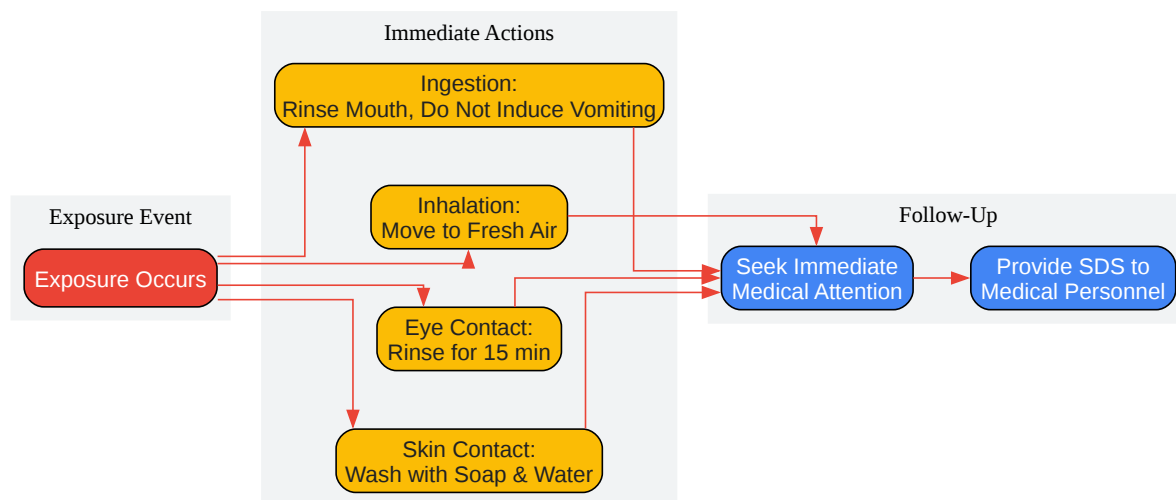 Exposure Event
Exposure Occurs
Immediate Actions
Ingestion:
Rinse Mouth, Do Not Induce Vomiting
Inhalation:
Move to Fresh Air
Eye Contact:
Rinse for 15 min
Skin Contact:
Wash with Soap & Water
Follow-Up
Seek Immediate
Medical Attention
Provide SDS to
Medical Personnel